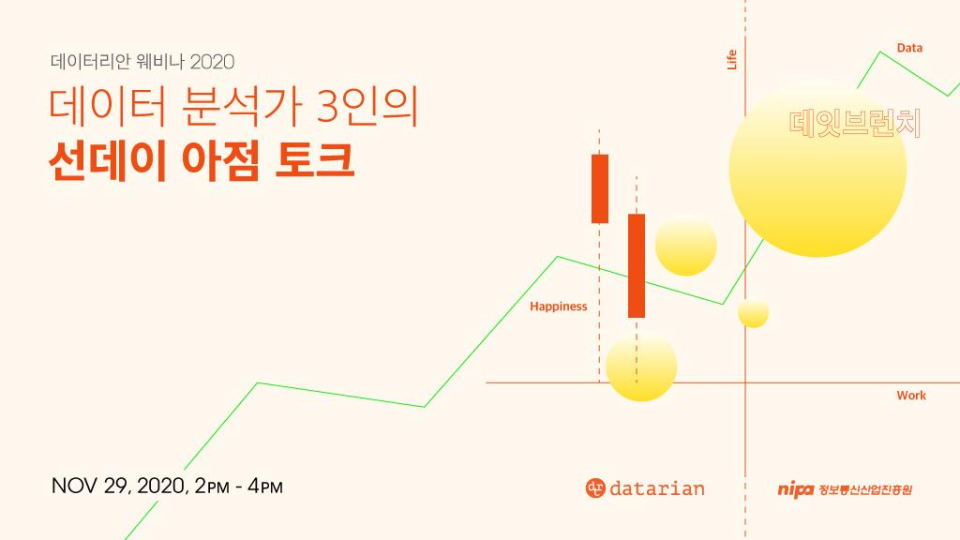 데이터리안 웨비나 2020
데이터 분석가 3인의
선데이 아점 토크
Life
Data
데잇브런치
Happiness
Work
NOV 29, 2020, 2PM - 4PM
dtr datarian
nipa 정보통신산업진흥원